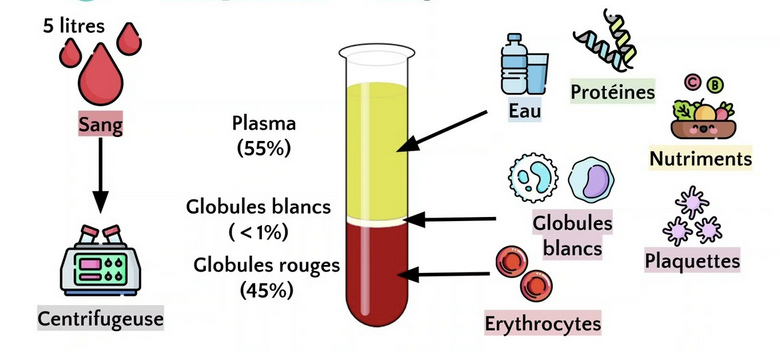 5 litres
Sang
Centrifugeuse
Plasma
(55%)
Globules blancs
(<1%)
Globules rouges
(45%)
Eau
Protéines
C B
Nutriments
Globules
blancs
Plaquettes
Erythrocytes